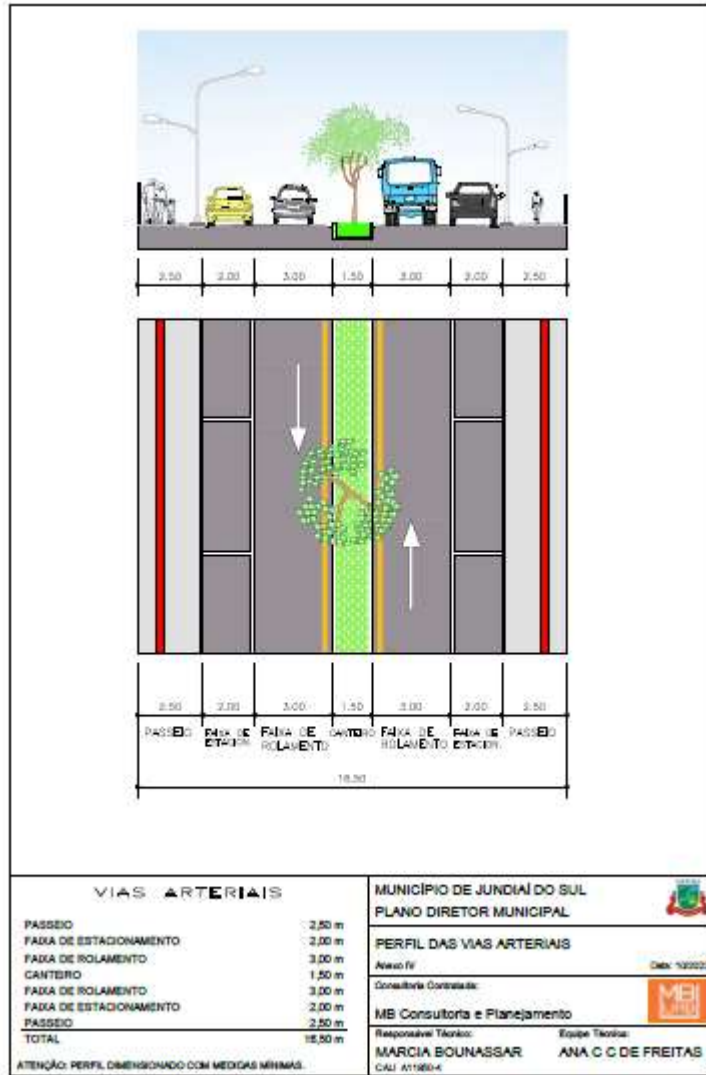 2.50 2.00 3.00 1.50 3.00 2.00 2.50
2.50 2.00 3.00 1.50 3.00 2.00 2.50
PASSEIO FAIXA DE ESTACION. FAIXA DE ROLAMENTO CANTEIRO FAIXA DE ROLAMENTO FAIXA DE ESTACION. PASSEIO
16,50
VIAS ARTERIAIS
PASSEIO 2,50 m
FAIXA DE ESTACIONAMENTO 2,00 m
FAIXA DE ROLAMENTO 3,00 m
CANTEIRO 1,50 m
FAIXA DE ROLAMENTO 3,00 m
FAIXA DE ESTACIONAMENTO 2,00 m
PASSEIO 2,50 m
TOTAL 16,50 m
ATENÇÃO: PERFIL DIMENSIONADO COM MEDIDAS MÍNIMAS.
MUNICÍPIO DE JUNDIAÍ DO SUL
PLANO DIRETOR MUNICIPAL
PERFIL DAS VIAS ARTERIAIS
Anexo IV Data:
Consultoria Contratada:
MB Consultoria e Planejamento
MB
Responsável Técnico: Equipe Técnica:
MARCIA BOUNASSAR ANA C C DE FREITAS
CAU